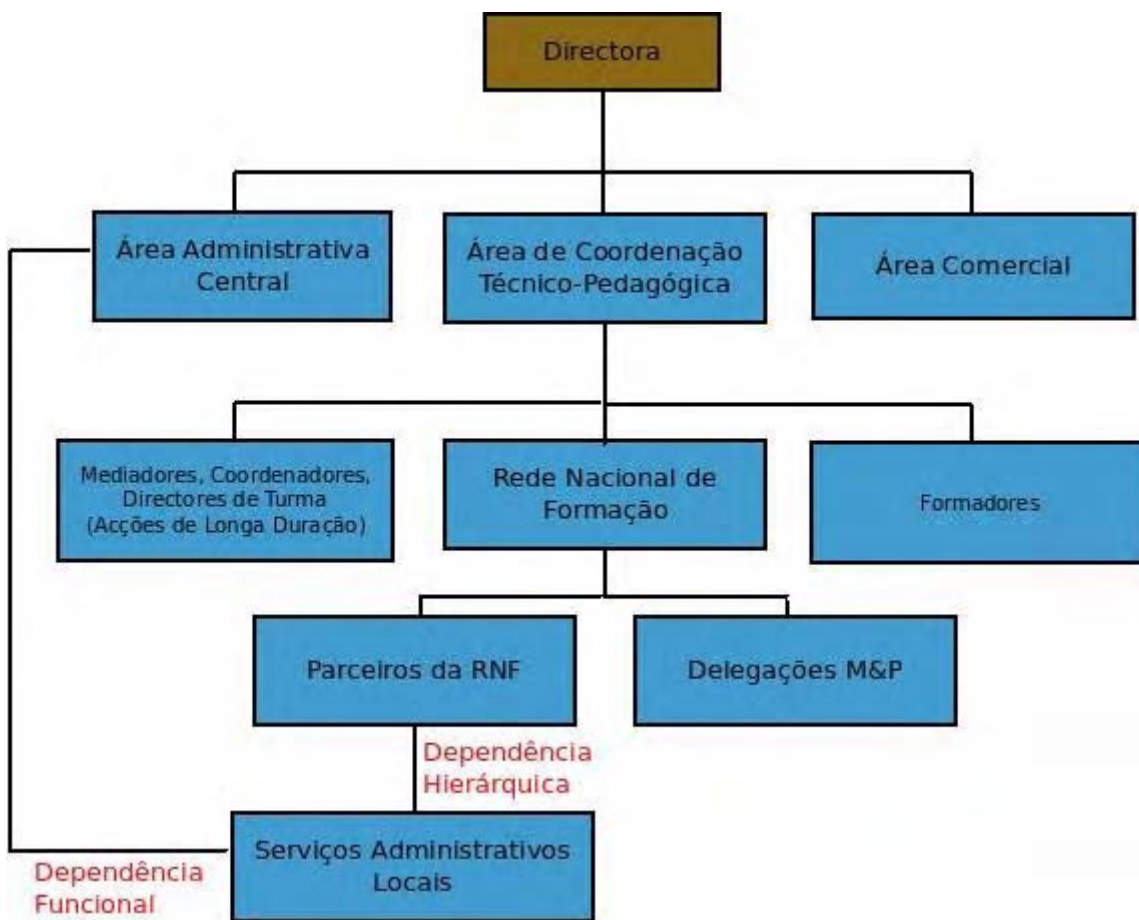 Directora
Área Administrativa
Central
Área de Coordenação
Técnico-Pedagógica
Área Comercial
Mediadores, Coordenadores,
Directores de Turma
(Acções de Longa Duração)
Rede Nacional de
Formação
Formadores
Parceiros da RNF
Delegações M&P
Dependência
Hierárquica
Serviços Administrativos
Locais
Dependência
Funcional